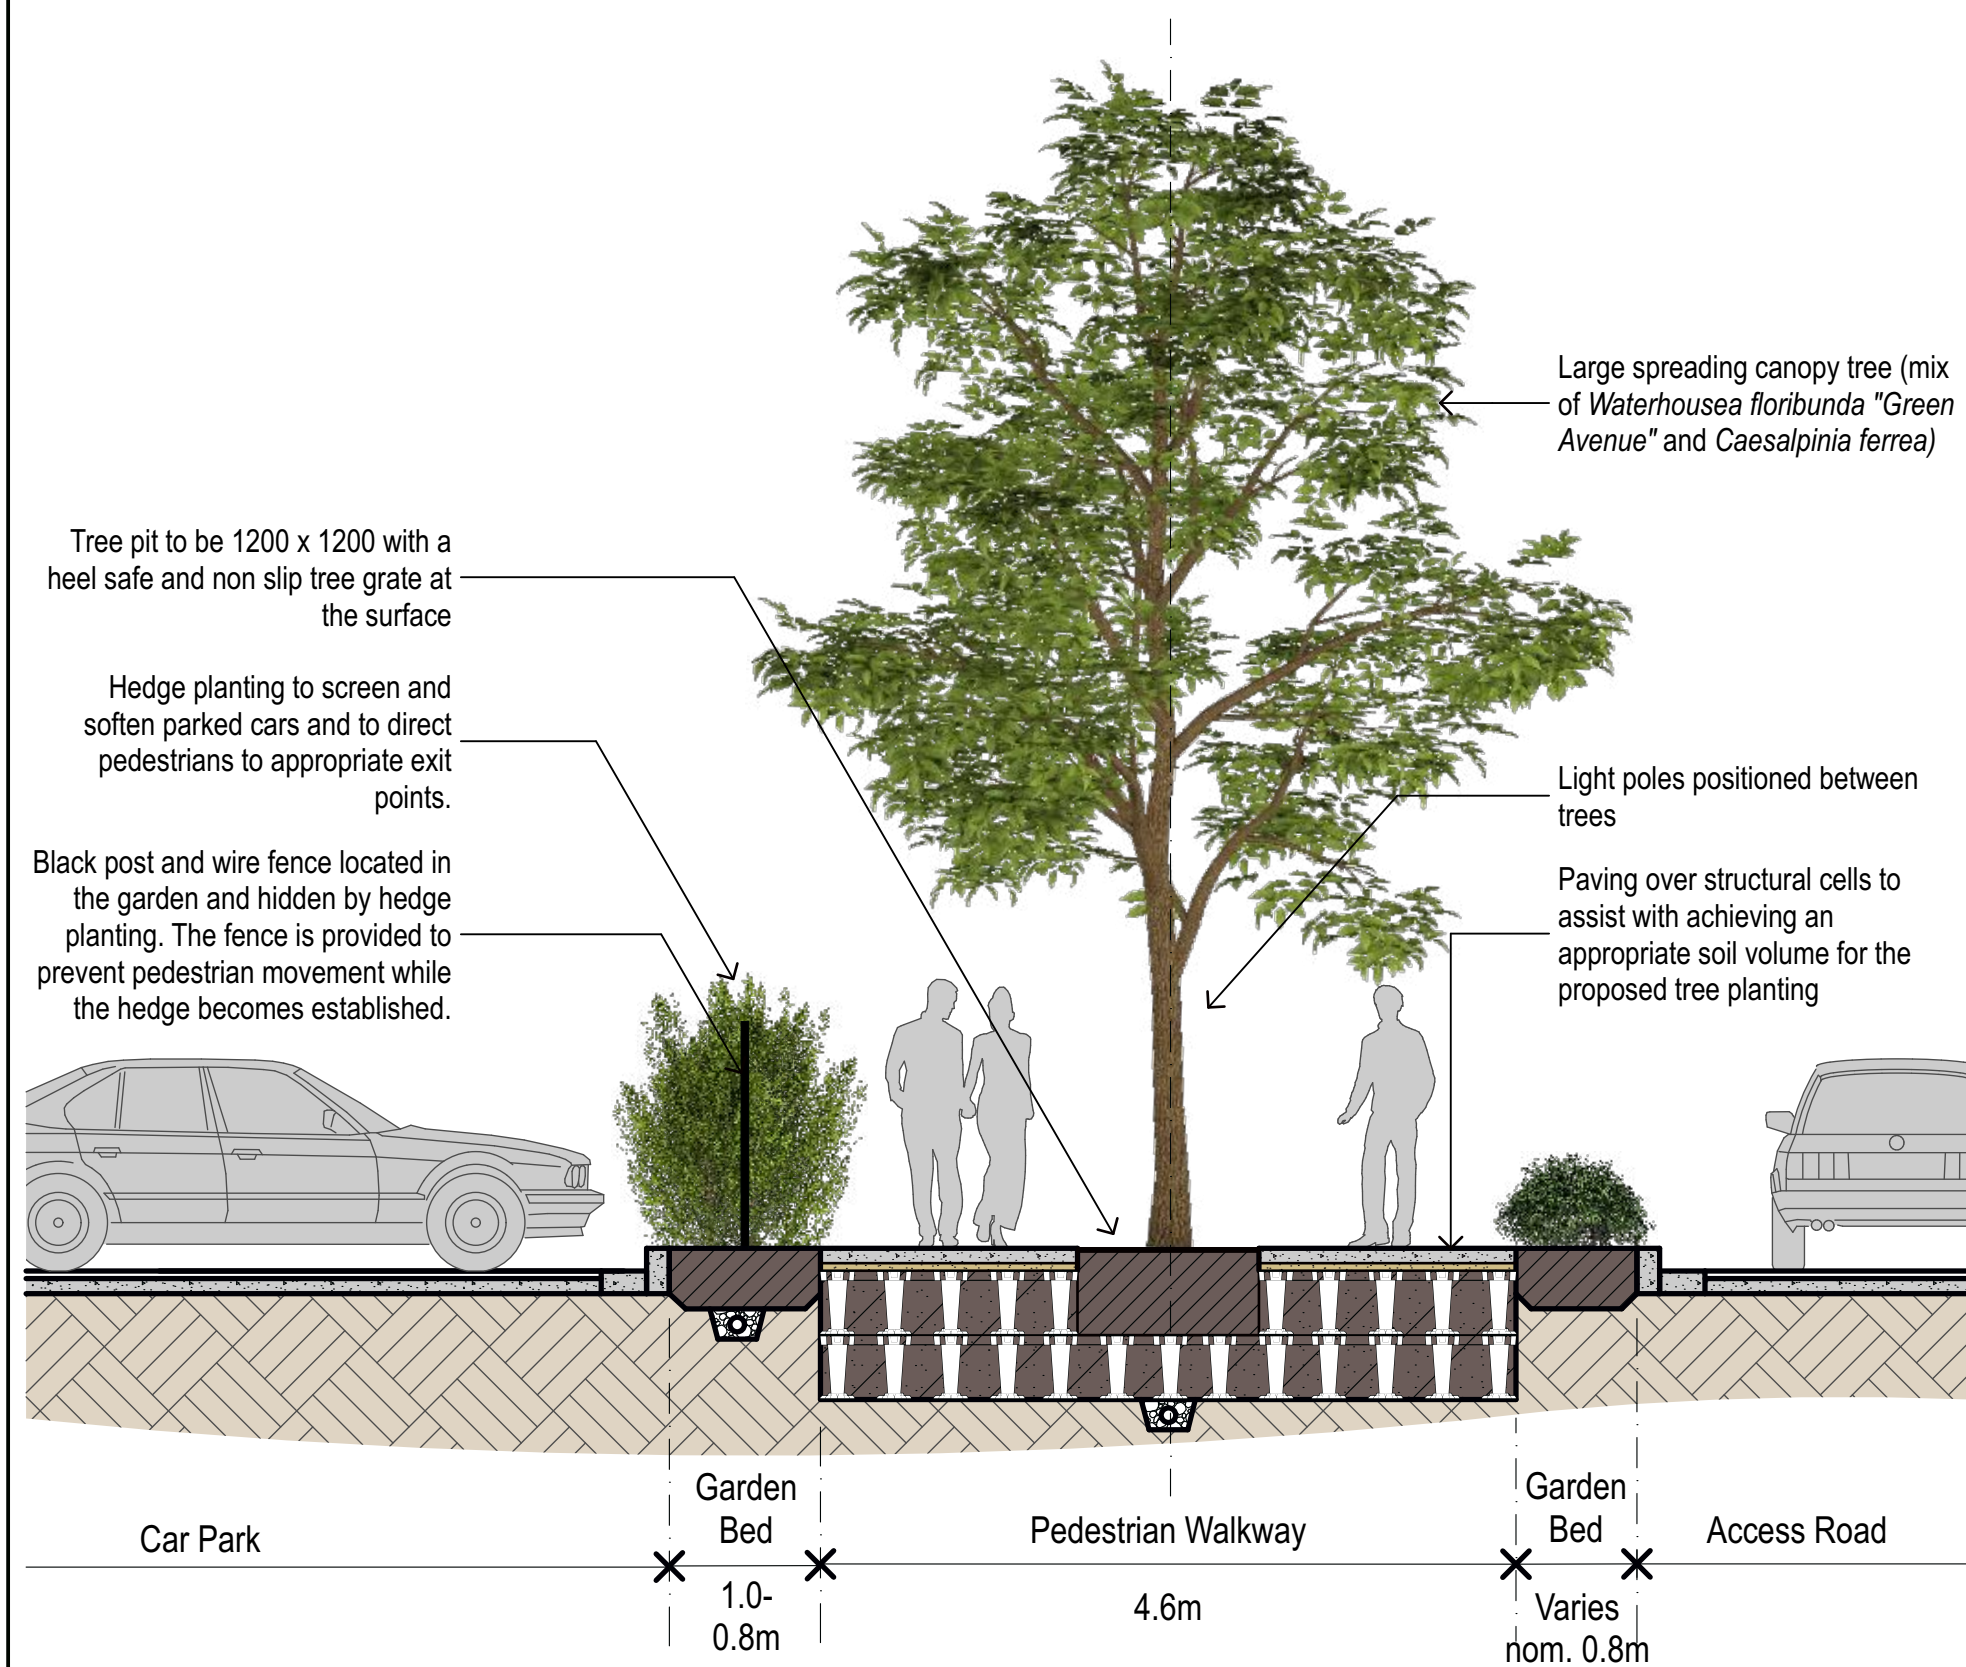 Large spreading canopy tree (mix
of Waterhousea floribunda "Green
Avenue" and Caesalpinia ferrea)
Tree pit to be 1200 x 1200 with a
heel safe and non slip tree grate at
the surface
Hedge planting to screen and
soften parked cars and to direct
pedestrians to appropriate exit
points.
Light poles positioned between
trees
Black post and wire fence located in
the garden and hidden by hedge
planting. The fence is provided to
prevent pedestrian movement while
the hedge becomes established.
Paving over structural cells to
assist with achieving an
appropriate soil volume for the
proposed tree planting
Car Park
Garden
Bed
Pedestrian Walkway
Garden
Bed
Access Road
1.0-
0.8m
4.6m
Varies
nom. 0.8m